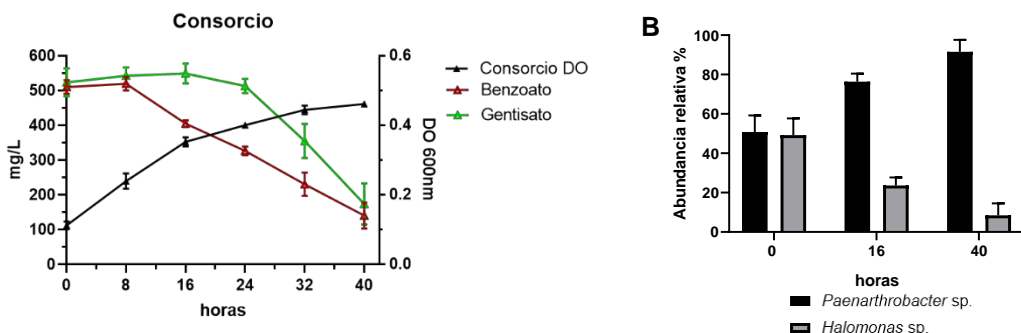 Consorcio
600
500
400
300
200
100
0
mg/L
0.6
0.4
0.2
0.0
DO 600nm
0 8 16 24 32 40
horas
Consorcio DO
Benzoato
Gentisato
B
100
80
60
40
20
0
Abundancia relativa %
0 16 40
horas
Paenarthrobacter sp.
Halomonas sp.